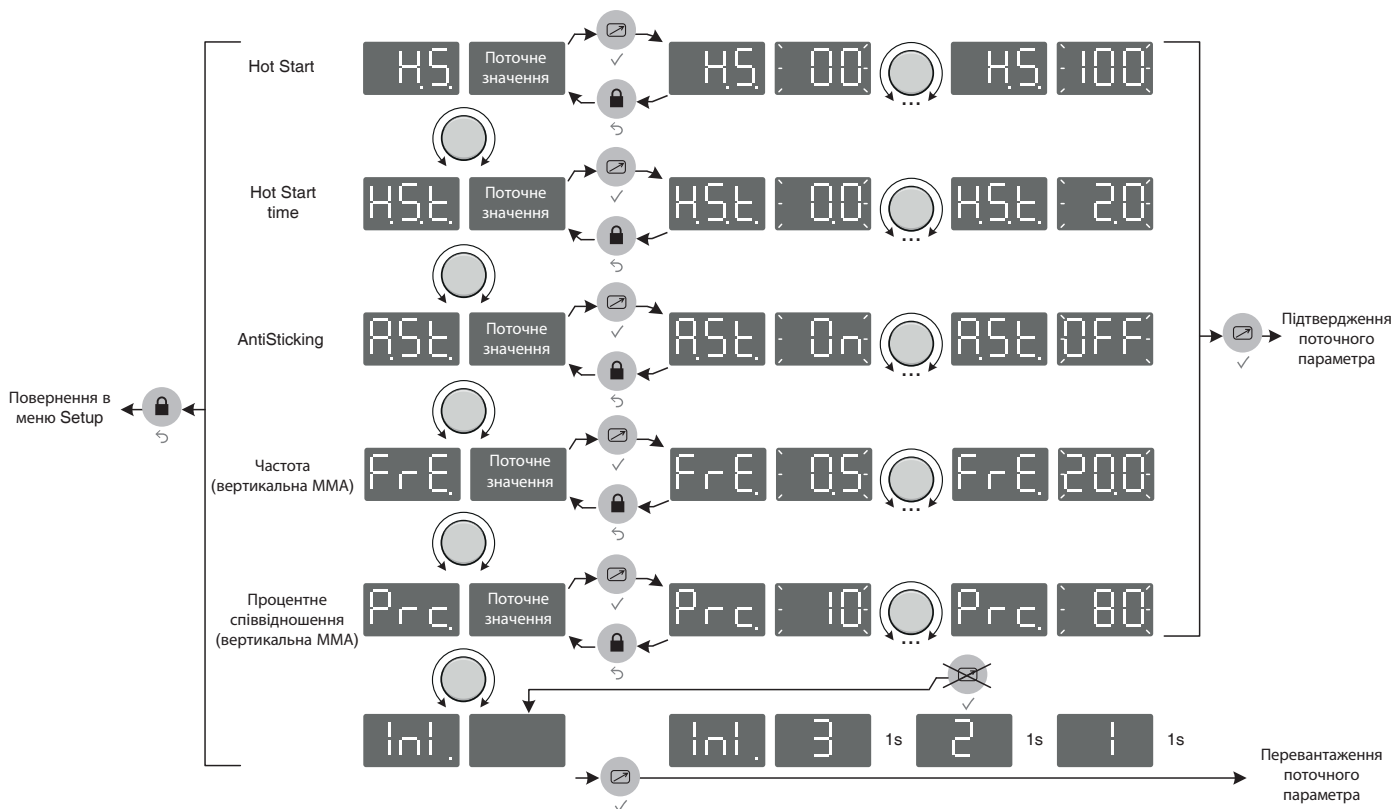 Hot Start
H.S.
Поточне
значення
H.S.
00
...
H.S.
100
Hot Start
time
H.S.t.
Поточне
значення
H.S.t.
0.0
...
H.S.t.
2.0
AntiSticking
A.S.t.
Поточне
значення
A.S.t.
On
...
A.S.t.
OFF
Підтвердження
поточного
параметра
Повернення в
меню Setup
Частота
(вертикальна MMA)
FrE.
Поточне
значення
FrE.
0.5
...
FrE.
20.0
Процентне
співвідношення
(вертикальна MMA)
Prc.
Поточне
значення
Prc.
10
...
Prc.
80
InI.
InI.
3
1s
2
1s
1
1s
Перевантаження
поточного
параметра